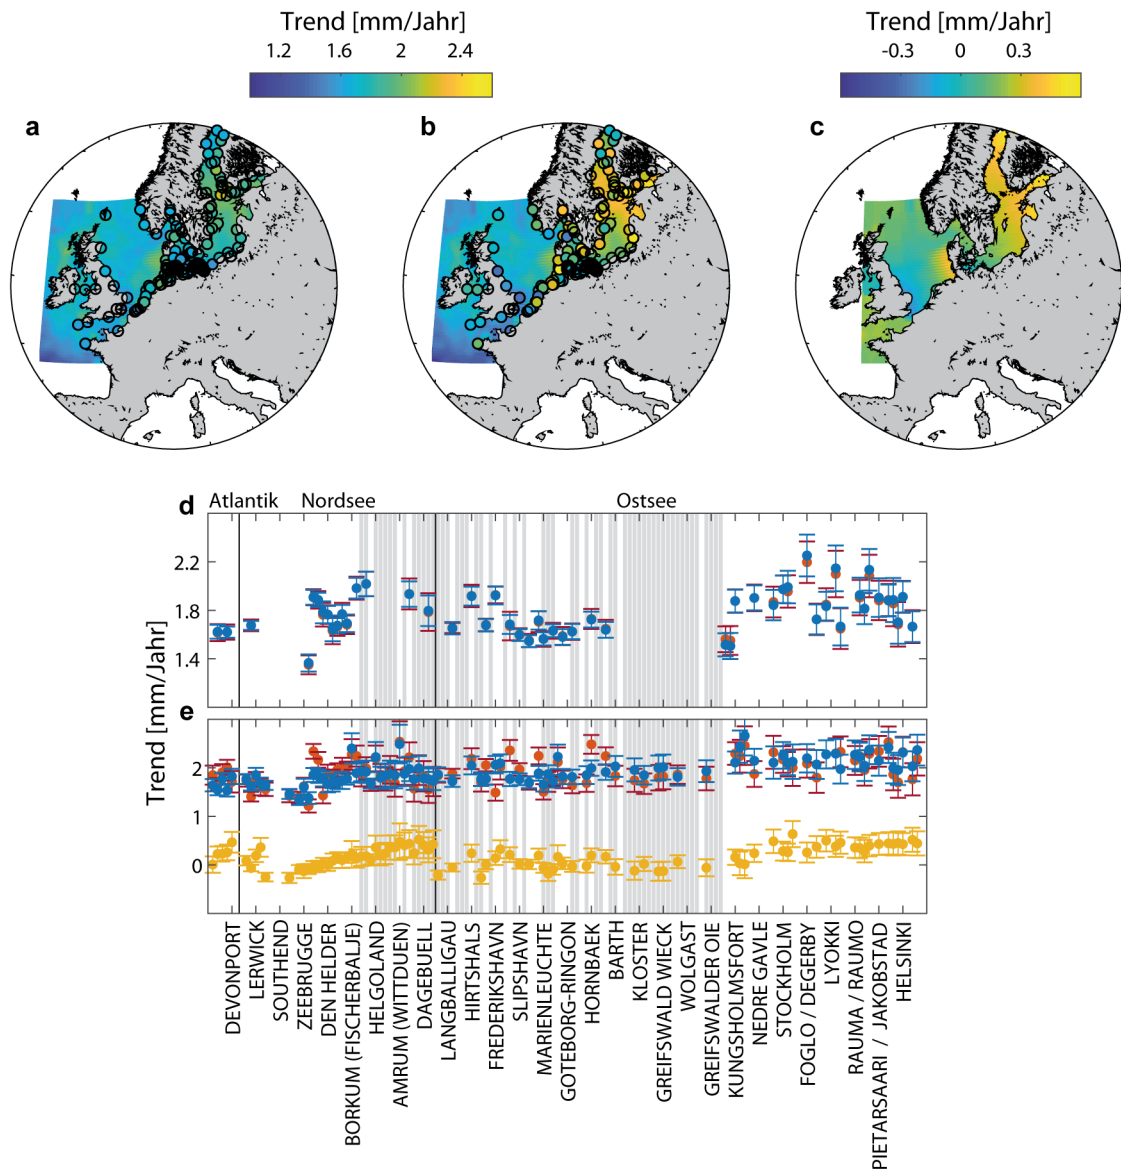 Trend [mm/Jahr]
1.2 1.6 2 2.4
Trend [mm/Jahr]
-0.3 0 0.3
a
b
c
d
Atlantik Nordsee Ostsee
2.2
1.8
1.4
e
2
1
0
Trend [mm/Jahr]
DEVONPORT
LERWICK
SOUTHEND
ZEEBRUGGE
DEN HELDER
BORKUM (FISCHERBALJE)
HELGOLAND
AMRUM (WITTDUEN)
DAGEBUELL
LANGBALLIGAU
HIRTSHALS
FREDERIKSHAVN
SLIPSHAVN
MARIENLEUCHTE
GOTEBORG-RINGON
HORNBAEK
BARTH
KLOSTER
GREIFSWALD WIECK
WOLGAST
GREIFSWALDER OIE
KUNGSHOLMSFORT
NEDRE GAVLE
STOCKHOLM
FOGLO / DEGERBY
LYOKKI
RAUMA / RAUMO
PIETARSAARI / JAKOBSTAD
HELSINKI